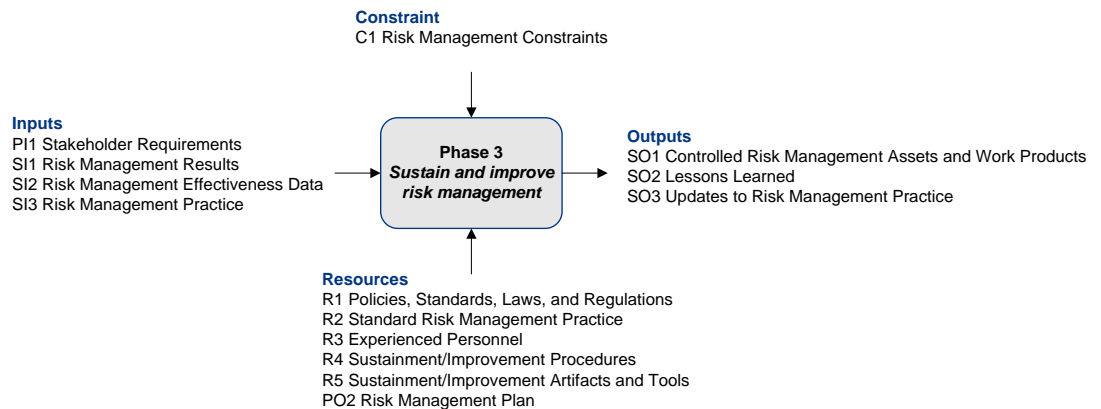 Constraint
C1 Risk Management Constraints
Inputs
PI1 Stakeholder Requirements
SI1 Risk Management Results
SI2 Risk Management Effectiveness Data
SI3 Risk Management Practice
Phase 3
Sustain and improve
risk management
Outputs
SO1 Controlled Risk Management Assets and Work Products
SO2 Lessons Learned
SO3 Updates to Risk Management Practice
Resources
R1 Policies, Standards, Laws, and Regulations
R2 Standard Risk Management Practice
R3 Experienced Personnel
R4 Sustainment/Improvement Procedures
R5 Sustainment/Improvement Artifacts and Tools
PO2 Risk Management Plan